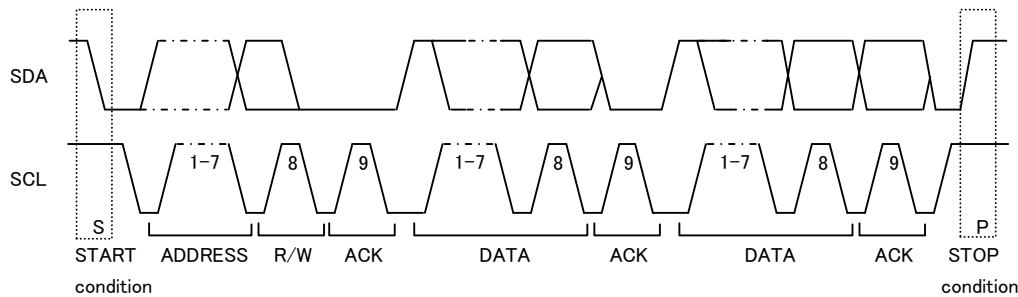 SDA
SCL
1-7 8 9 1-7 8 9 1-7 8 9
S P
START ADDRESS R/W ACK DATA ACK DATA ACK STOP
condition condition